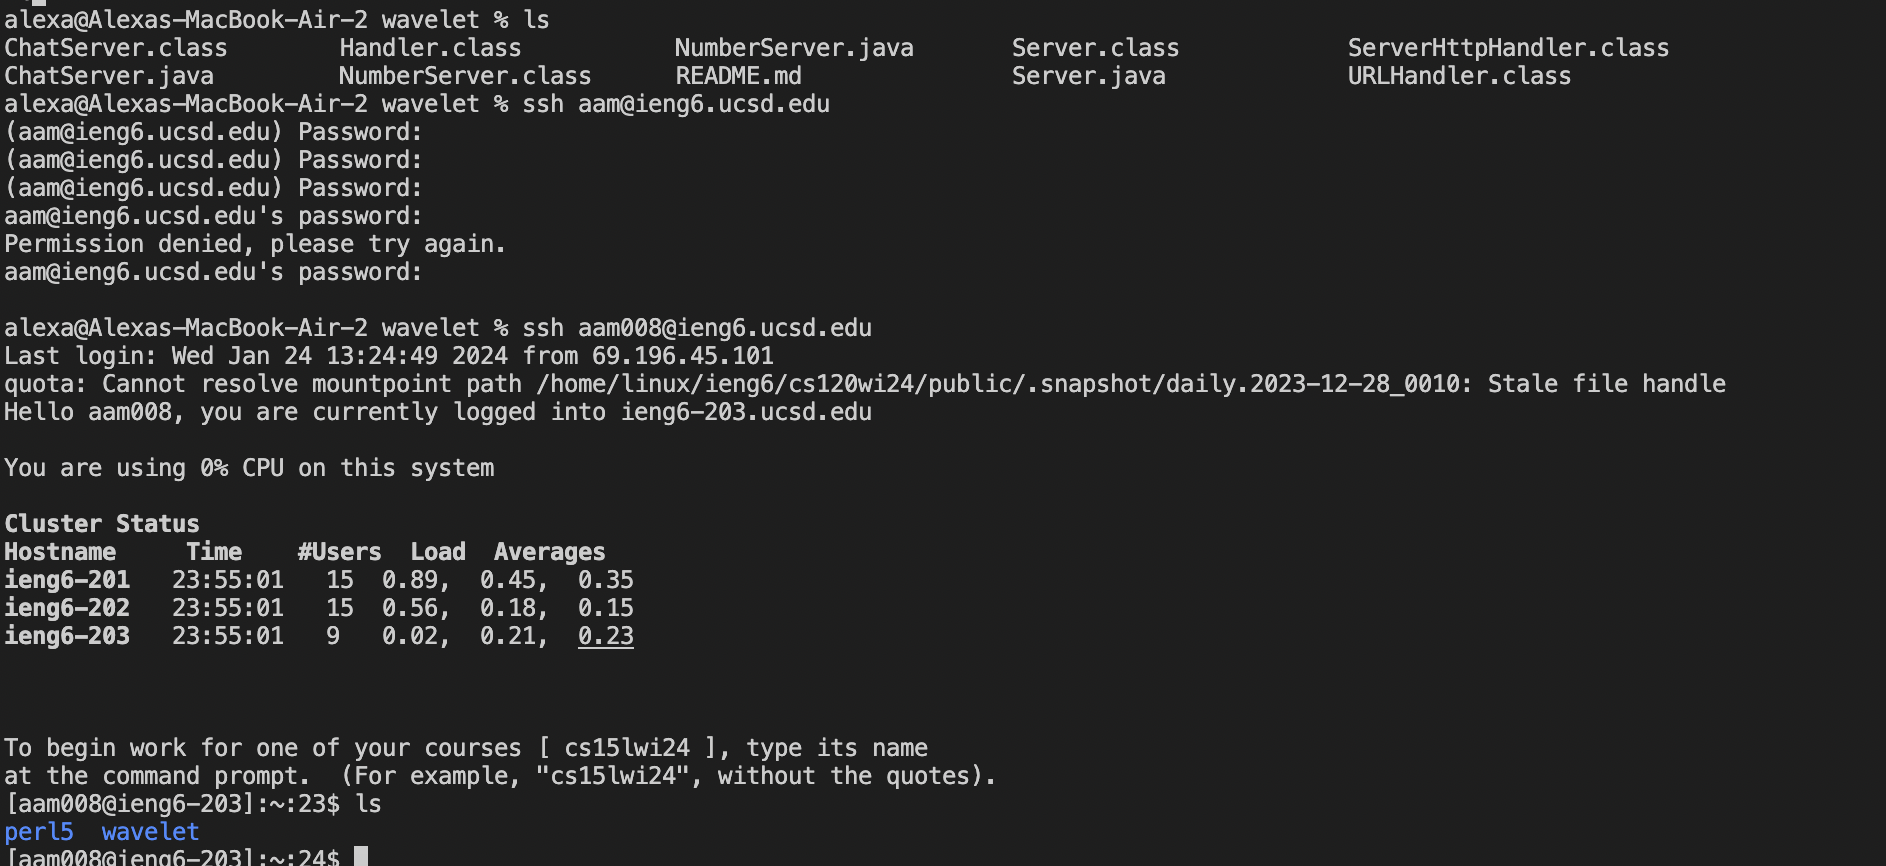 alexa@Alexas-MacBook-Air-2 wavelet % ls
ChatServer.class        Handler.class           NumberServer.java       Server.class            ServerHttpHandler.class
ChatServer.java         NumberServer.class      README.md               Server.java             URLHandler.class
alexa@Alexas-MacBook-Air-2 wavelet % ssh aam@ieng6.ucsd.edu
(aam@ieng6.ucsd.edu) Password:
(aam@ieng6.ucsd.edu) Password:
(aam@ieng6.ucsd.edu) Password:
aam@ieng6.ucsd.edu's password:
Permission denied, please try again.
aam@ieng6.ucsd.edu's password:
alexa@Alexas-MacBook-Air-2 wavelet % ssh aam008@ieng6.ucsd.edu
Last login: Wed Jan 24 13:24:49 2024 from 69.196.45.101
quota: Cannot resolve mountpoint path /home/linux/ieng6/cs120wi24/public/.snapshot/daily.2023-12-28_0010: Stale file handle
Hello aam008, you are currently logged into ieng6-203.ucsd.edu
You are using 0% CPU on this system
Cluster Status
Hostname     Time    #Users  Load  Averages
ieng6-201   23:55:01   15  0.89,  0.45,  0.35
ieng6-202   23:55:01   15  0.56,  0.18,  0.15
ieng6-203   23:55:01   9   0.02,  0.21,  0.23
To begin work for one of your courses [ cs15lwi24 ], type its name
at the command prompt.  (For example, "cs15lwi24", without the quotes).
[aam008@ieng6-203]:~:23$ ls
perl5  wavelet
[aam008@ieng6-203]:~:24$